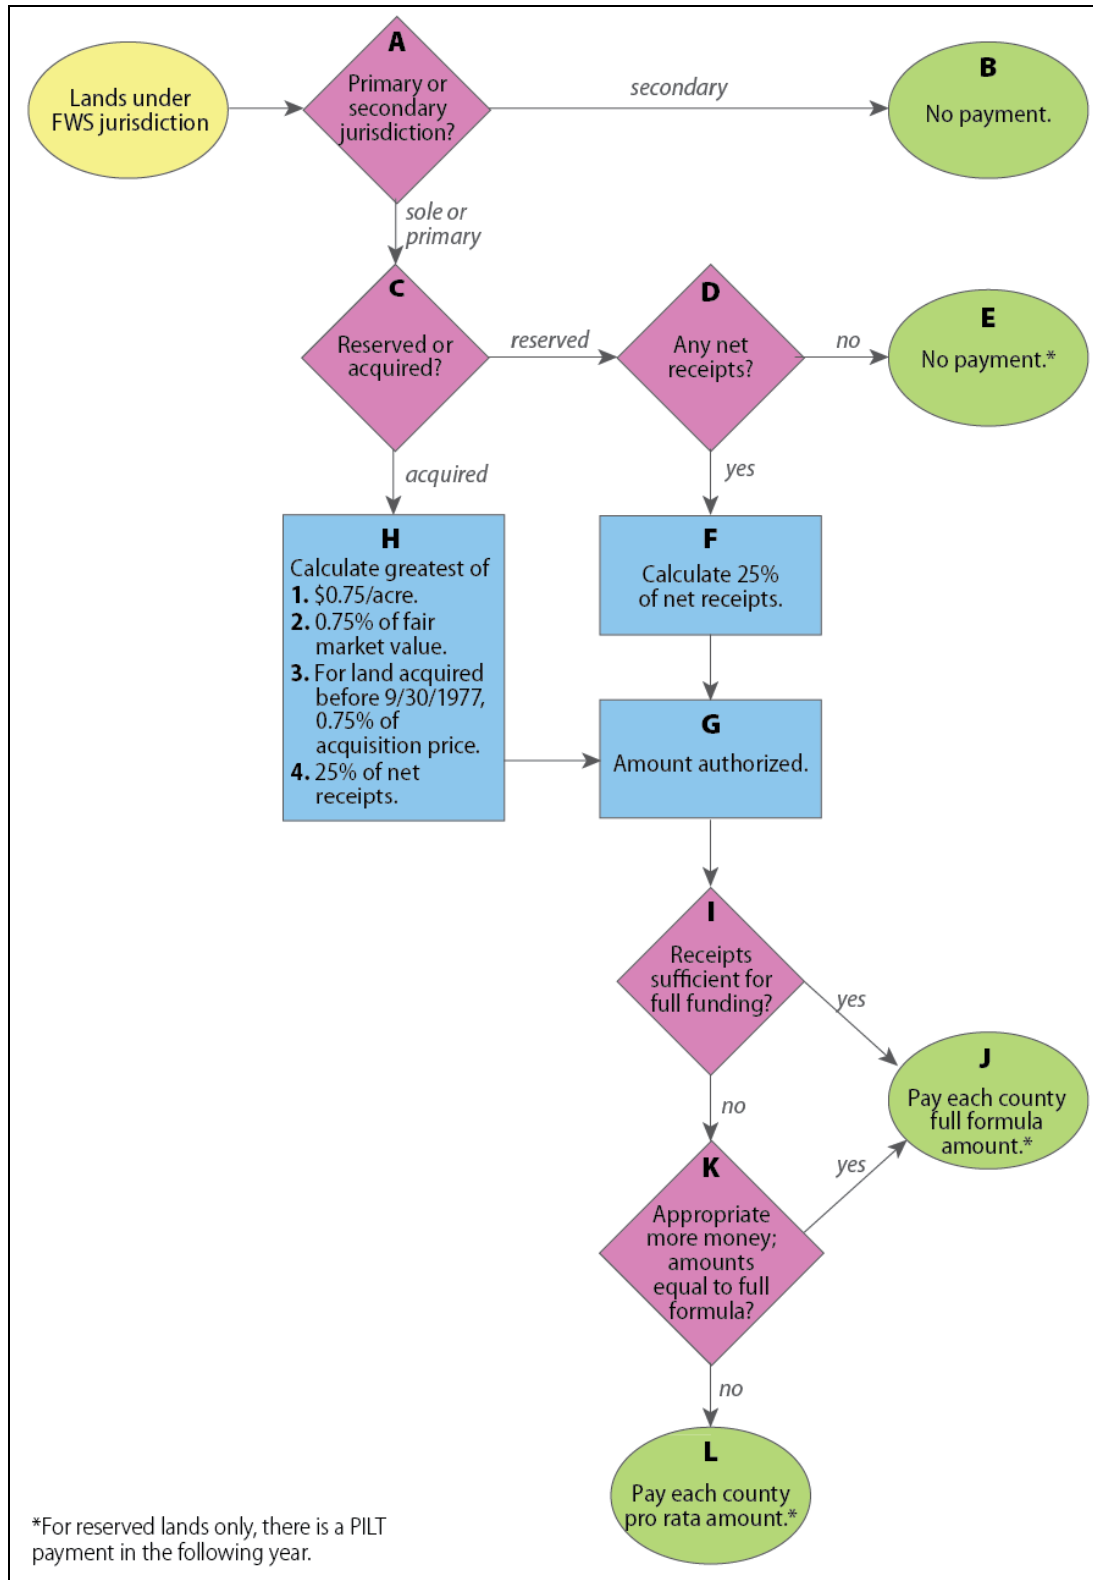 Lands under
FWS jurisdiction
A
Primary or
secondary
jurisdiction?
secondary
B
No payment.
sole or
primary
C
Reserved or
acquired?
reserved
D
Any net
receipts?
no
E
No payment.*
acquired
yes
H
Calculate greatest of
1. $0.75/acre.
2. 0.75% of fair
market value.
3. For land acquired
before 9/30/1977,
0.75% of
acquisition price.
4. 25% of net
receipts.
F
Calculate 25%
of net receipts.
G
Amount authorized.
I
Receipts
sufficient for
full funding?
yes
J
Pay each county
full formula
amount.*
no
K
Appropriate
more money;
amounts
equal to full
formula?
yes
no
L
Pay each county
pro rata amount.*
*For reserved lands only, there is a PILT
payment in the following year.